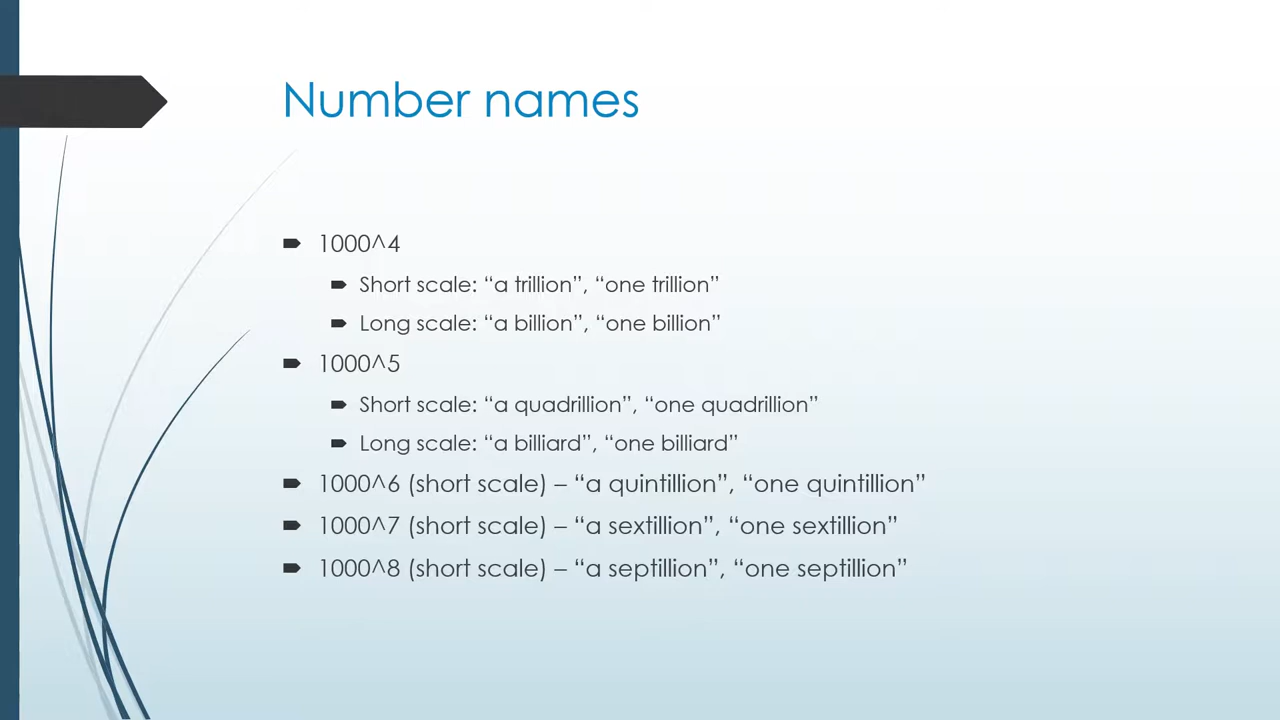 Number names
1000^4
Short scale: “a trillion”, “one trillion”
Long scale: “a billion”, “one billion”
1000^5
Short scale: “a quadrillion”, “one quadrillion”
Long scale: “a billiard”, “one billiard”
1000^6 (short scale) – “a quintillion”, “one quintillion”
1000^7 (short scale) – “a sextillion”, “one sextillion”
1000^8 (short scale) – “a septillion”, “one septillion”